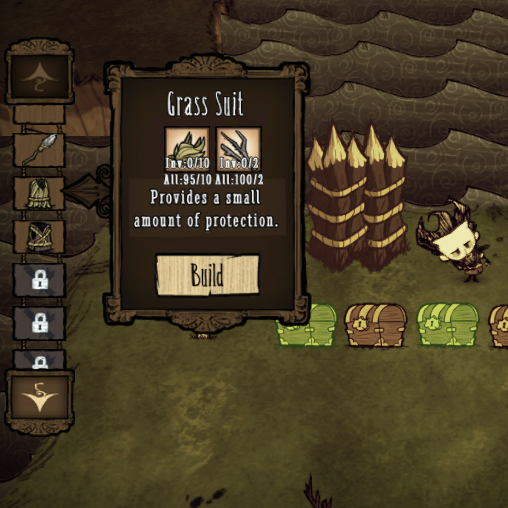 Grass Suit
Inv:0/10 Inv:0/2
All:95/10 All:100/2
Provides a small
amount of protection.
Build